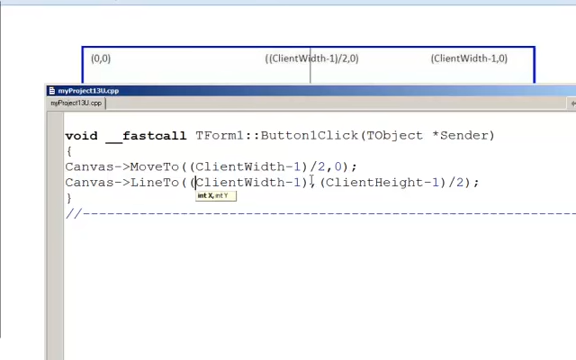 (0,0) ((ClientWidth-1)/2,0) (ClientWidth-1,0)
myProject13U.cpp
myProject13U.cpp
void __fastcall TForm1::Button1Click(TObject *Sender)
{
Canvas->MoveTo((ClientWidth-1)/2,0);
Canvas->LineTo((ClientWidth-1),(ClientHeight-1)/2);
int X, int Y
}
//------------------------------------------------------------